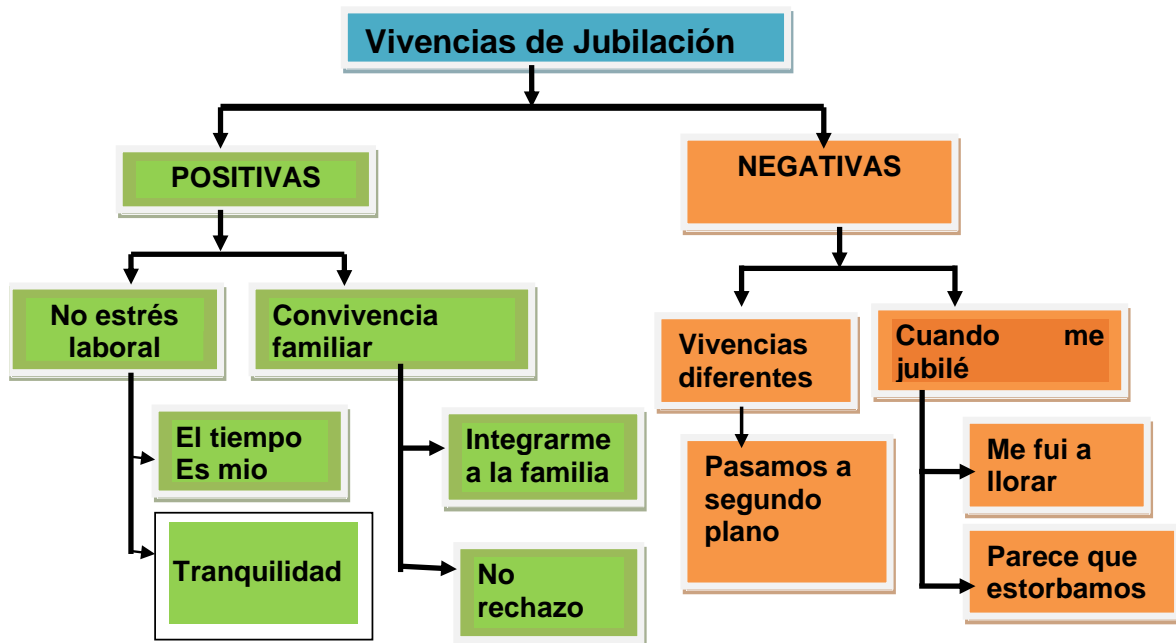 Vivencias de Jubilación
POSITIVAS
NEGATIVAS
No estrés
laboral
Convivencia
familiar
Vivencias
diferentes
Cuando me
jubilé
El tiempo
Es mio
Integrarme
a la familia
Pasamos a
segundo
plano
Me fui a
llorar
Tranquilidad
No
rechazo
Parece que
estorbamos